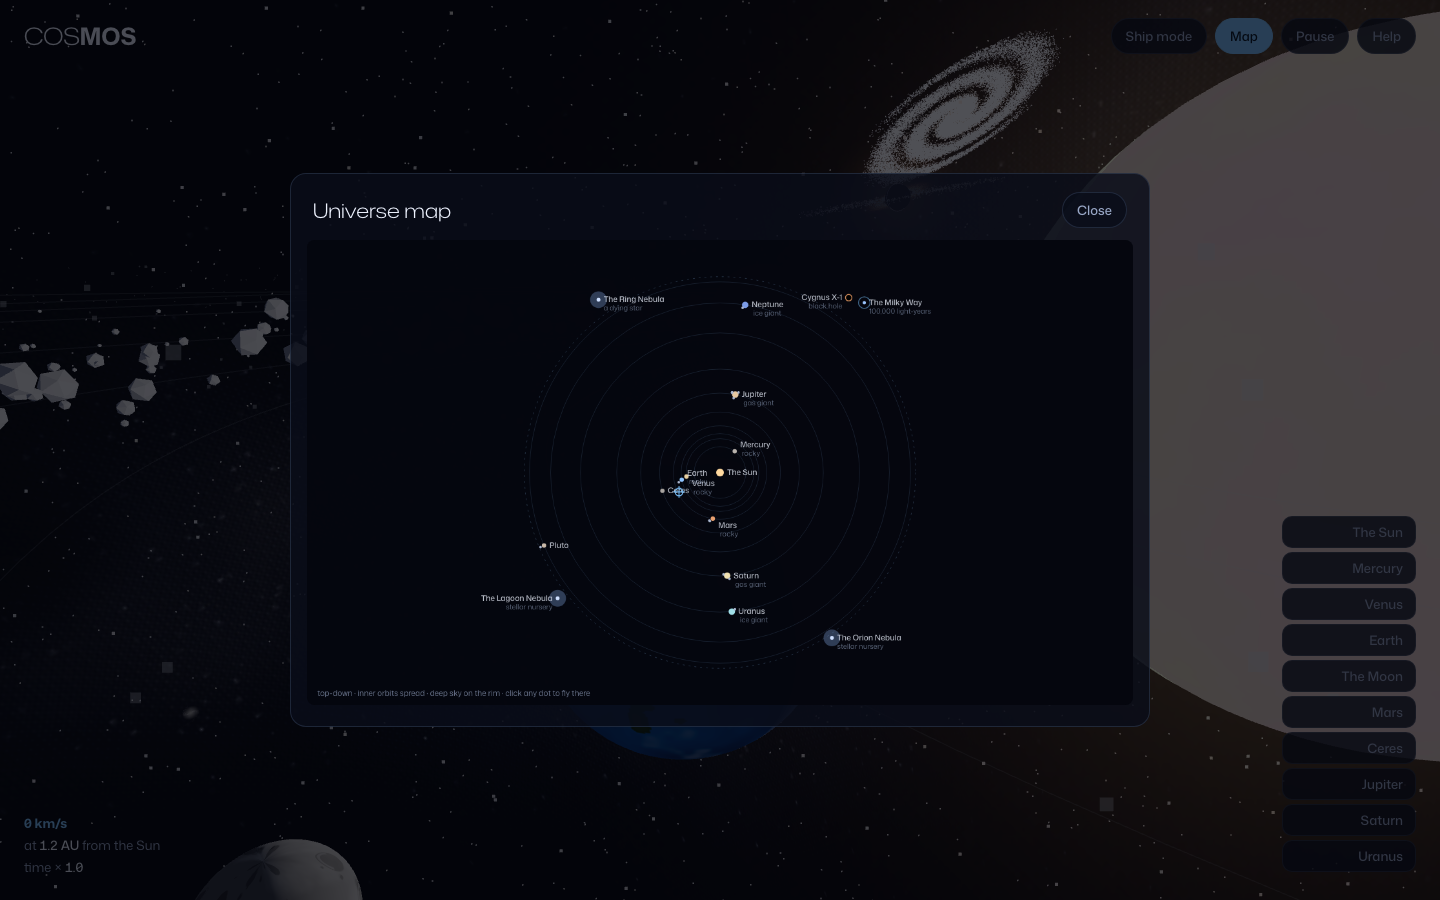 COSMOS
Ship mode
Map
Pause
Help
Universe map
Close
The Ring Nebula
a dying star
Neptune
ice giant
Cygnus X-1
black hole
The Milky Way
100,000 light-years
Jupiter
gas giant
Mercury
rocky
The Sun
Earth
Venus
rocky
Ceres
Mars
rocky
Pluto
Saturn
gas giant
The Lagoon Nebula
stellar nursery
Uranus
ice giant
The Orion Nebula
stellar nursery
top-down · inner orbits spread · deep sky on the rim · click any dot to fly there
The Sun
Mercury
Venus
Earth
The Moon
Mars
Ceres
Jupiter
Saturn
Uranus
0 km/s
at 1.2 AU from the Sun
time × 1.0